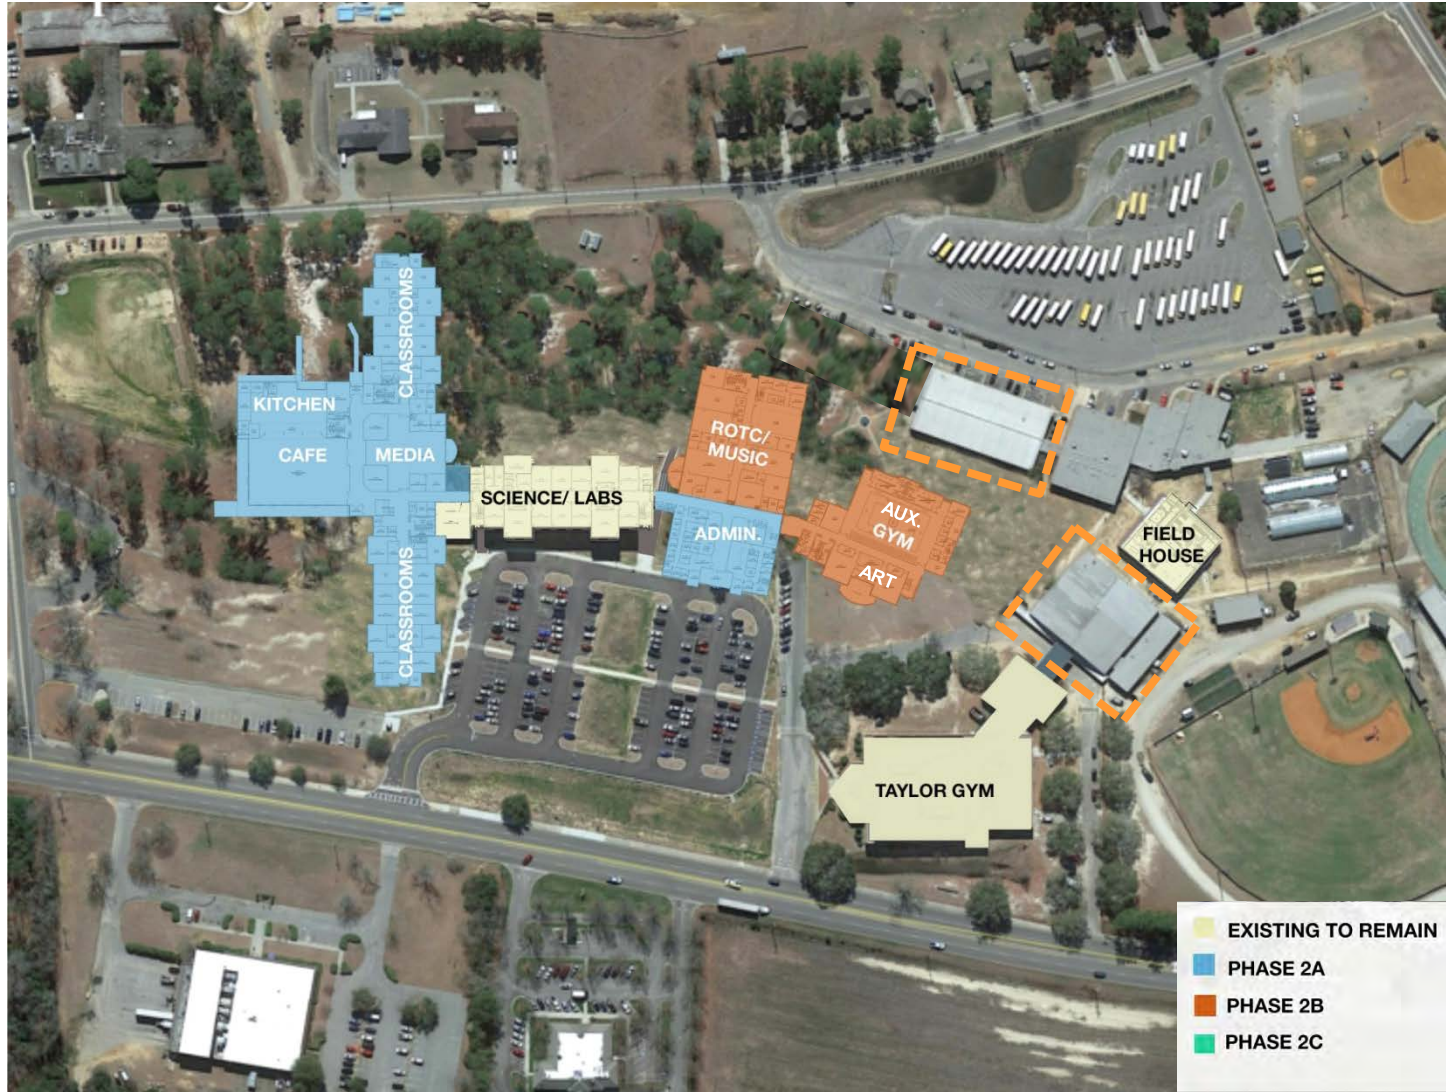 CLASSROOMS
KITCHEN
CAFE
MEDIA
SCIENCE/ LABS
CLASSROOMS
ROTC/
MUSIC
ADMIN.
AUX.
GYM
ART
FIELD
HOUSE
TAYLOR GYM
EXISTING TO REMAIN
PHASE 2A
PHASE 2B
PHASE 2C